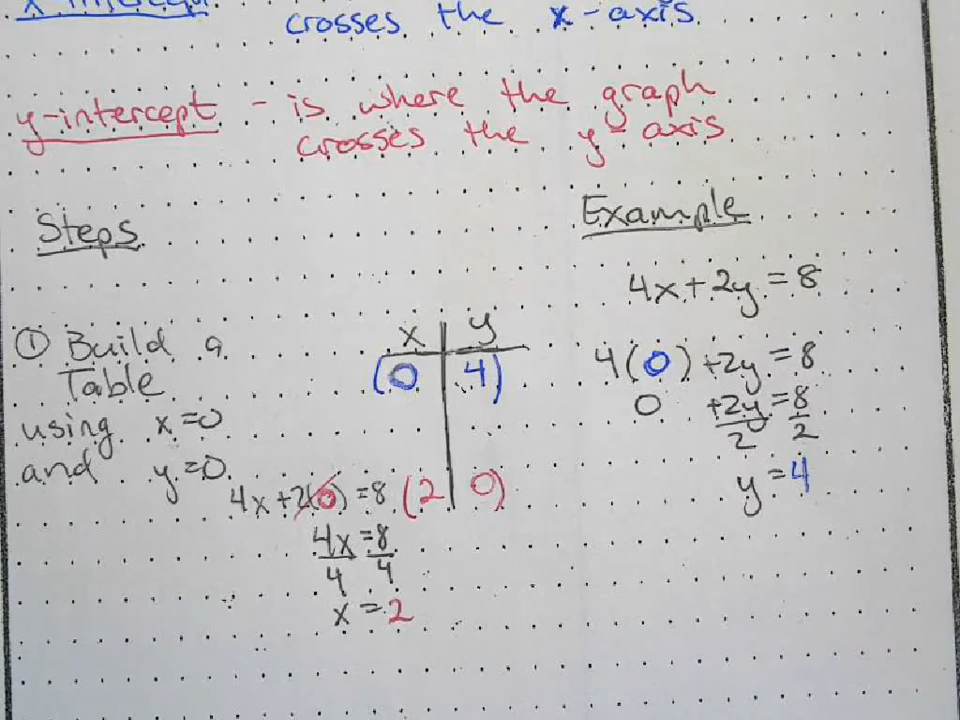 x-intercept
crosses the x-axis
y-intercept - is where the graph
crosses the y-axis
Steps
Example
4x+2y=8
① Build a
Table
using x=0
and y=0
x y
(0 4)
4(0)+2y=8
0 +2y=8
2 2
y=4
4x+2(0)=8 (2 0)
4x=8
4 4
x=2